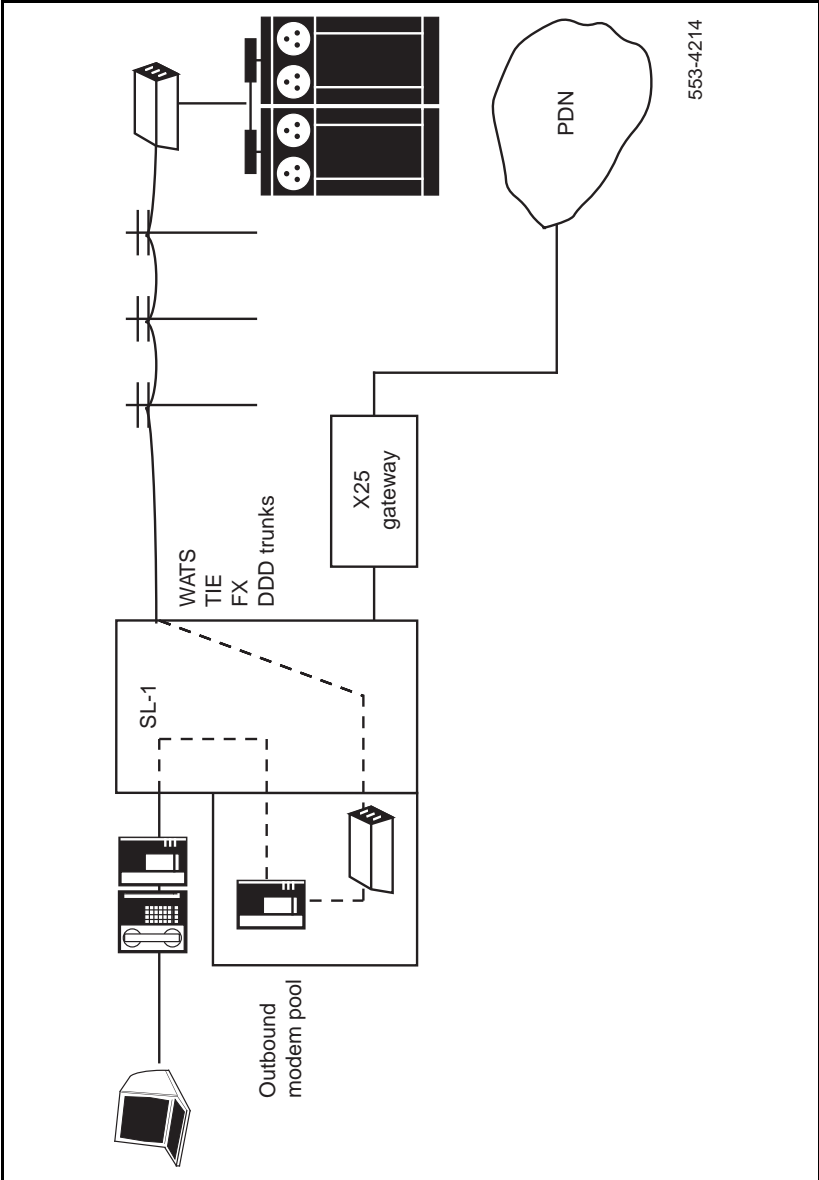 SL-1
WATS
TIE
FX
DDD trunks
Outbound
modem pool
X25
gateway
PDN
553-4214